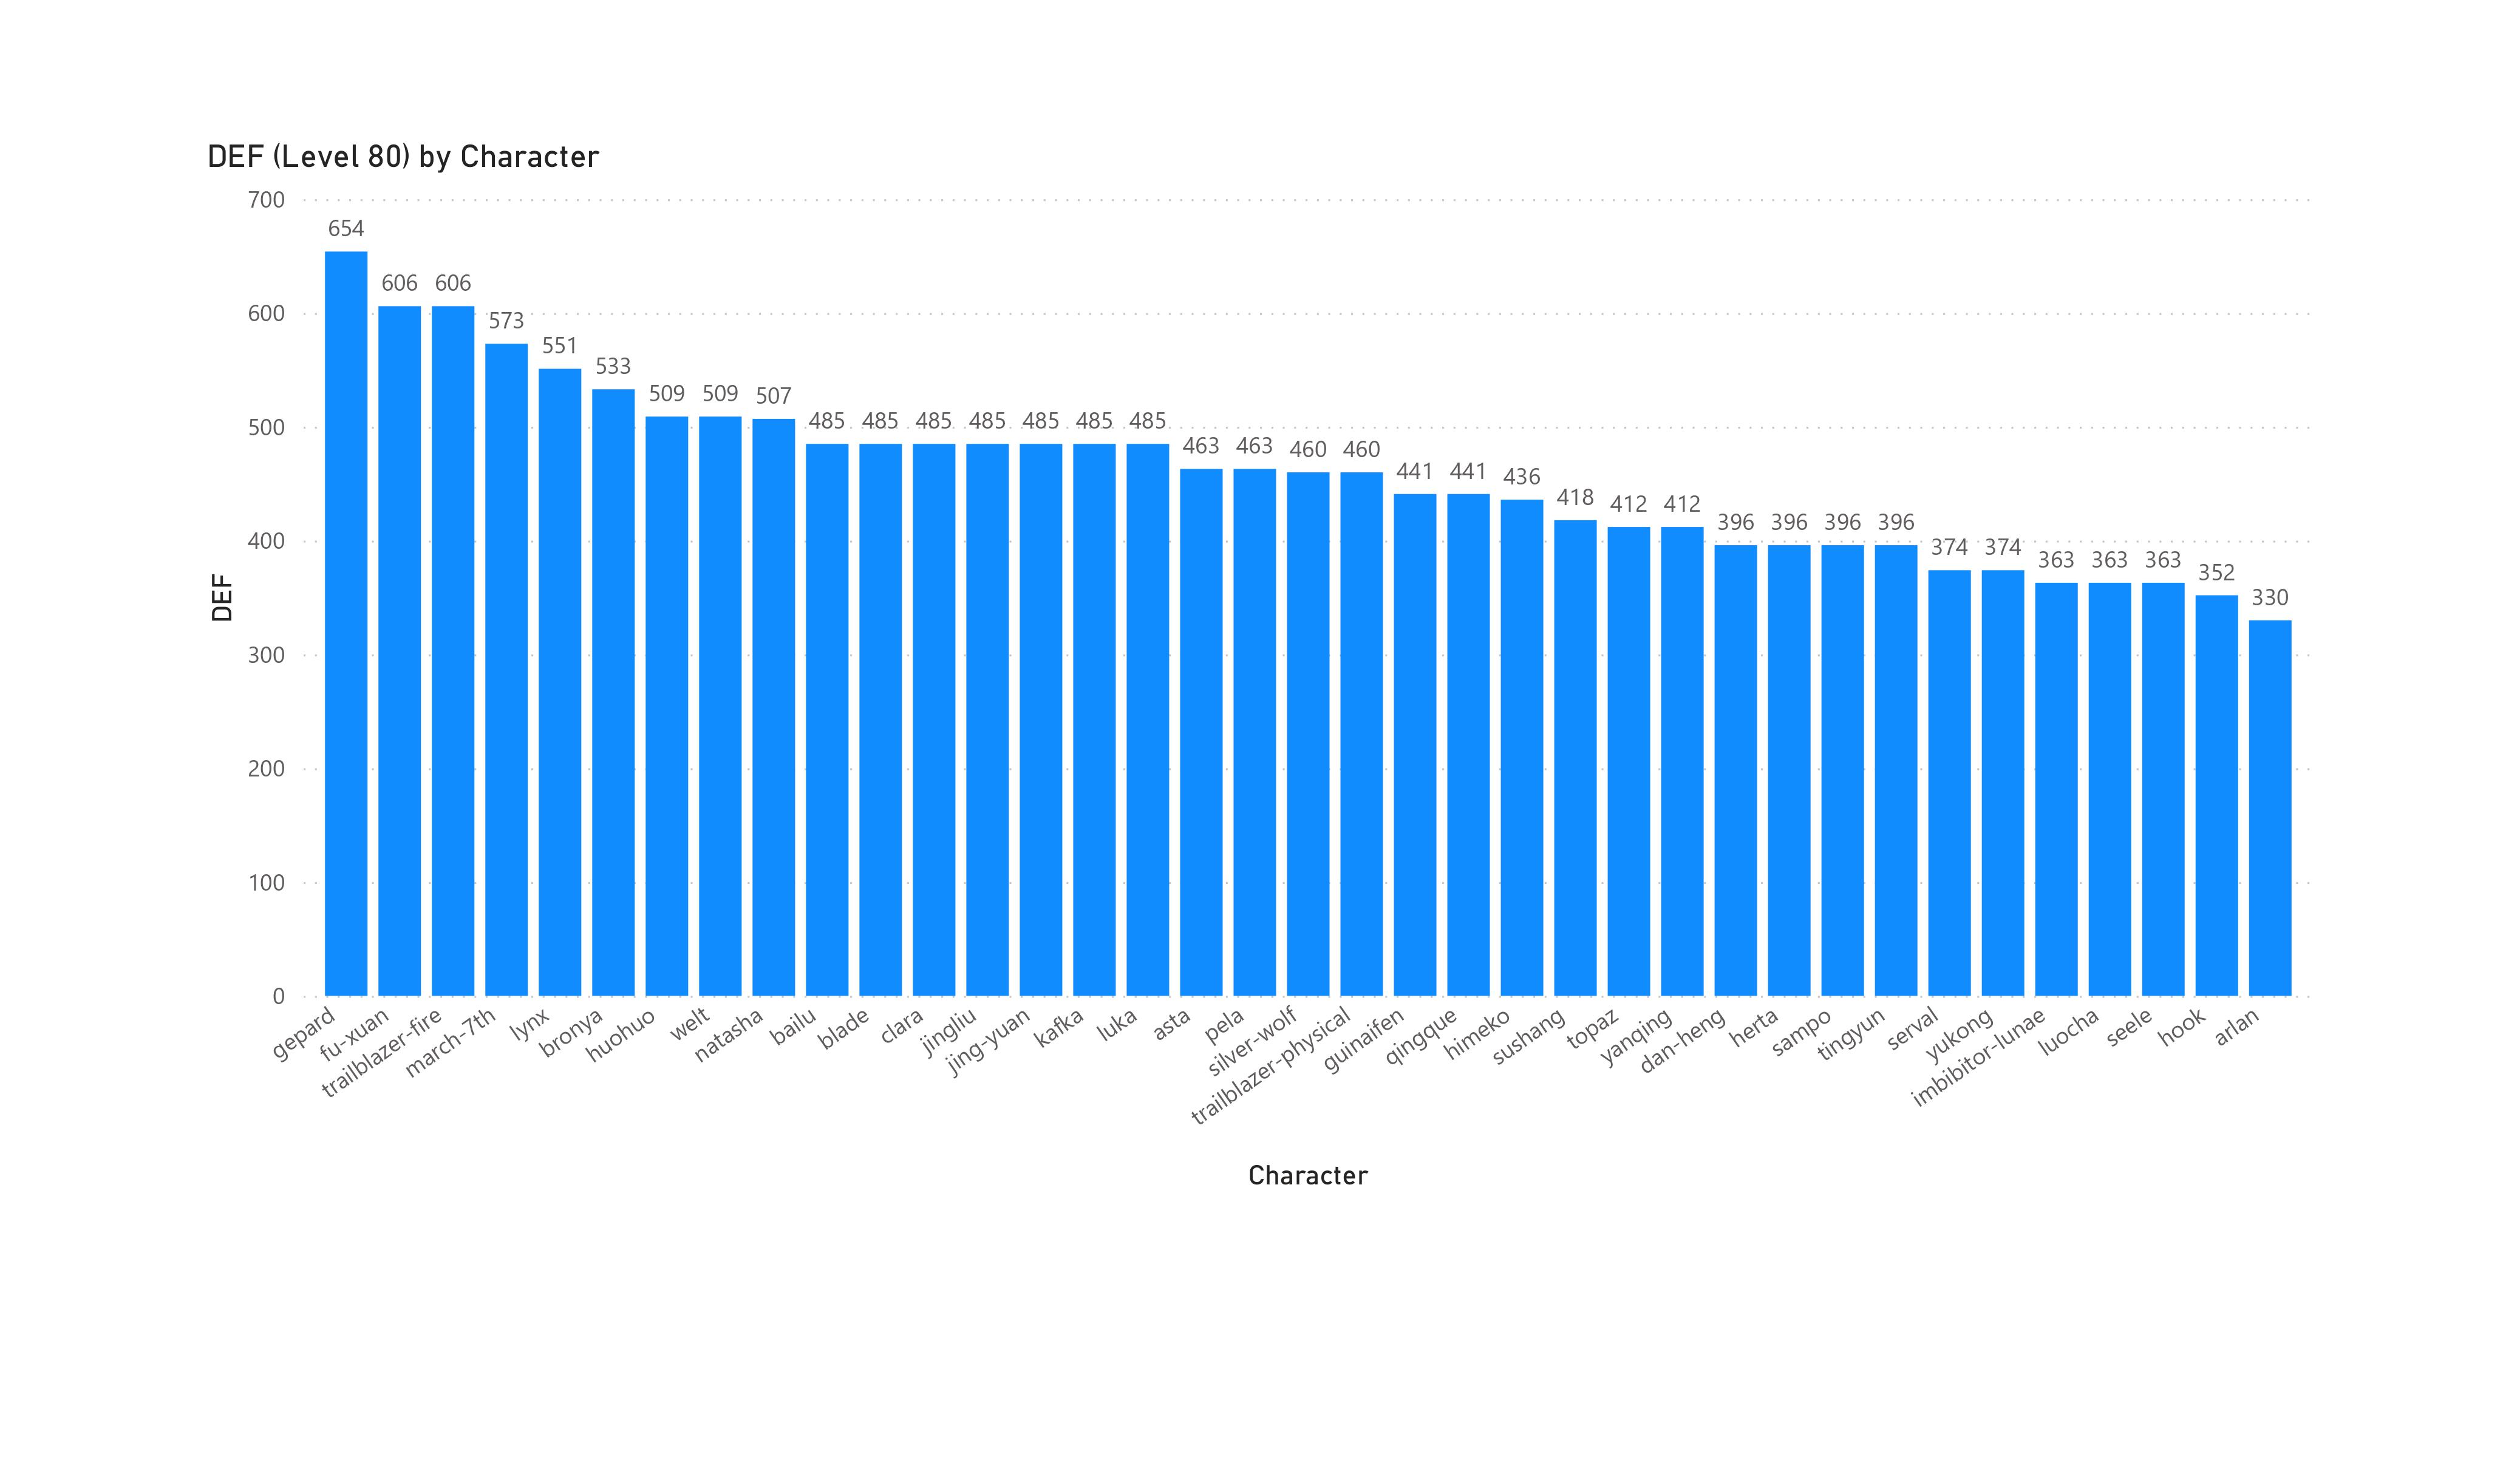 DEF (Level 80) by Character
700
600
500
400
300
200
100
0
DEF
654
606
606
573
551
533
509
509
507
485
485
485
485
485
485
485
463
463
460
460
441
441
436
418
412
412
396
396
396
396
374
374
363
363
363
352
330
gepard
fu-xuan
trailblazer-fire
march-7th
lynx
bronya
huohuo
welt
natasha
bailu
blade
clara
jingliu
jing-yuan
kafka
luka
asta
pela
silver-wolf
trailblazer-physical
guinaifen
qingque
himeko
sushang
topaz
yanqing
dan-heng
herta
sampo
tingyun
serval
yukong
imbibitor-lunae
luocha
seele
hook
arlan
Character